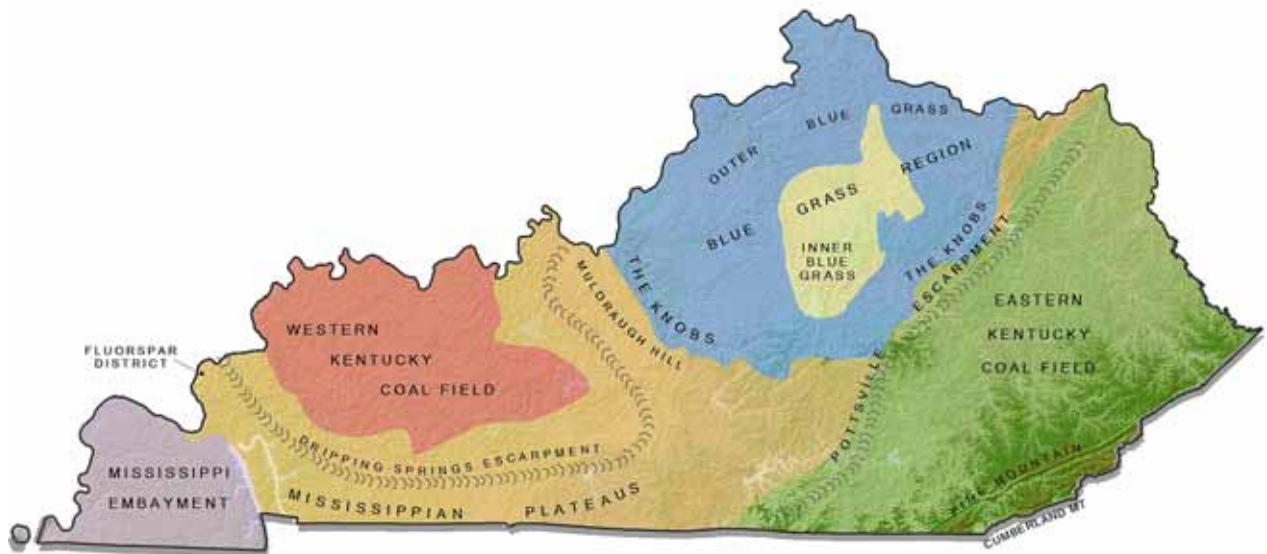 OUTER BLUE GRASS
BLUE GRASS REGION
INNER
BLUE
GRASS
THE KNOBS
THE KNOBS
MULDRAUGH HILL
POTTSVILLE ESCARPMENT
EASTERN
KENTUCKY
COAL FIELD
WESTERN
KENTUCKY
COAL FIELD
FLUORSPAR
DISTRICT
DRIPPING SPRINGS ESCARPMENT
MISSISSIPPIAN PLATEAUS
MISSISSIPPI
EMBAYMENT
PINE MOUNTAIN
CUMBERLAND MT